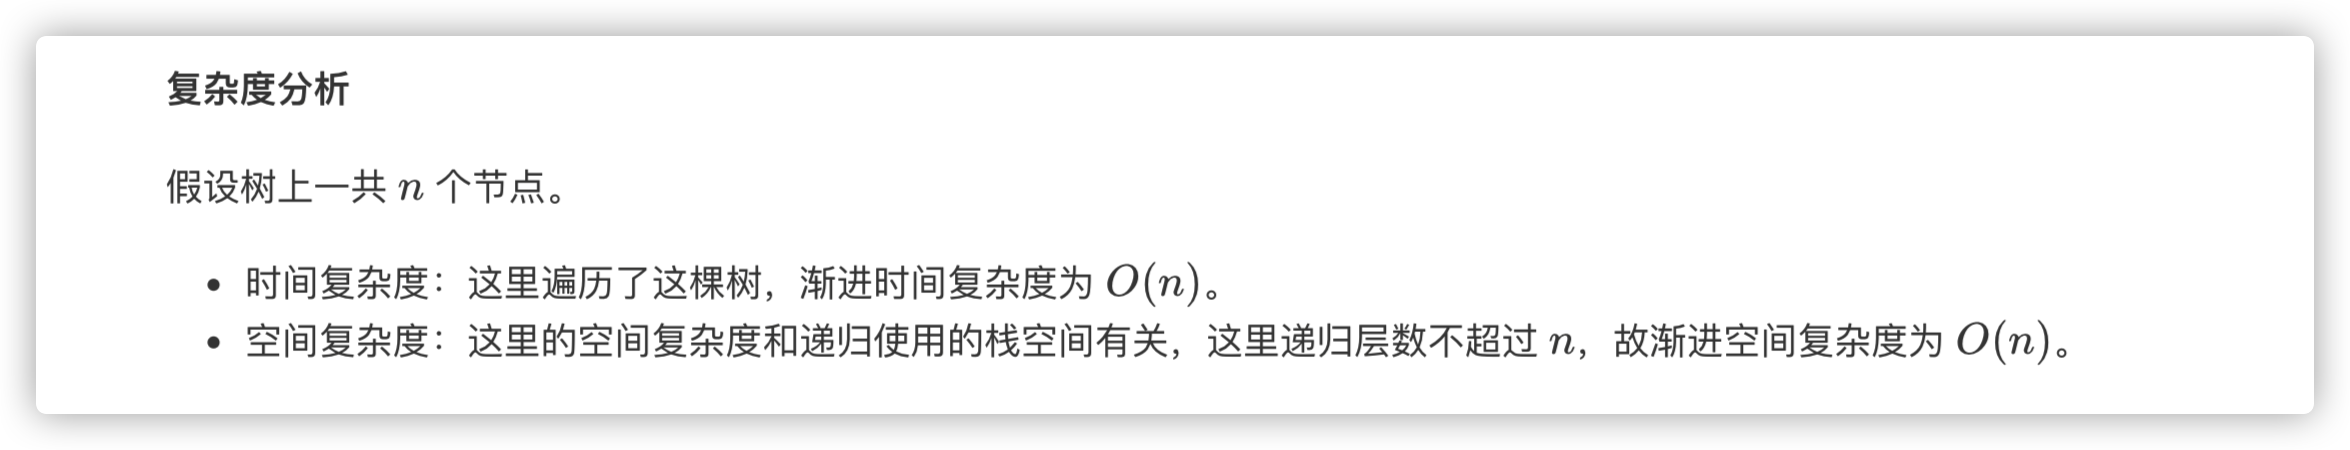 复杂度分析
假设树上一共 n 个节点。
• 时间复杂度：这里遍历了这棵树，渐进时间复杂度为 O(n)。
• 空间复杂度：这里的空间复杂度和递归使用的栈空间有关，这里递归层数不超过 n，故渐进空间复杂度为 O(n)。